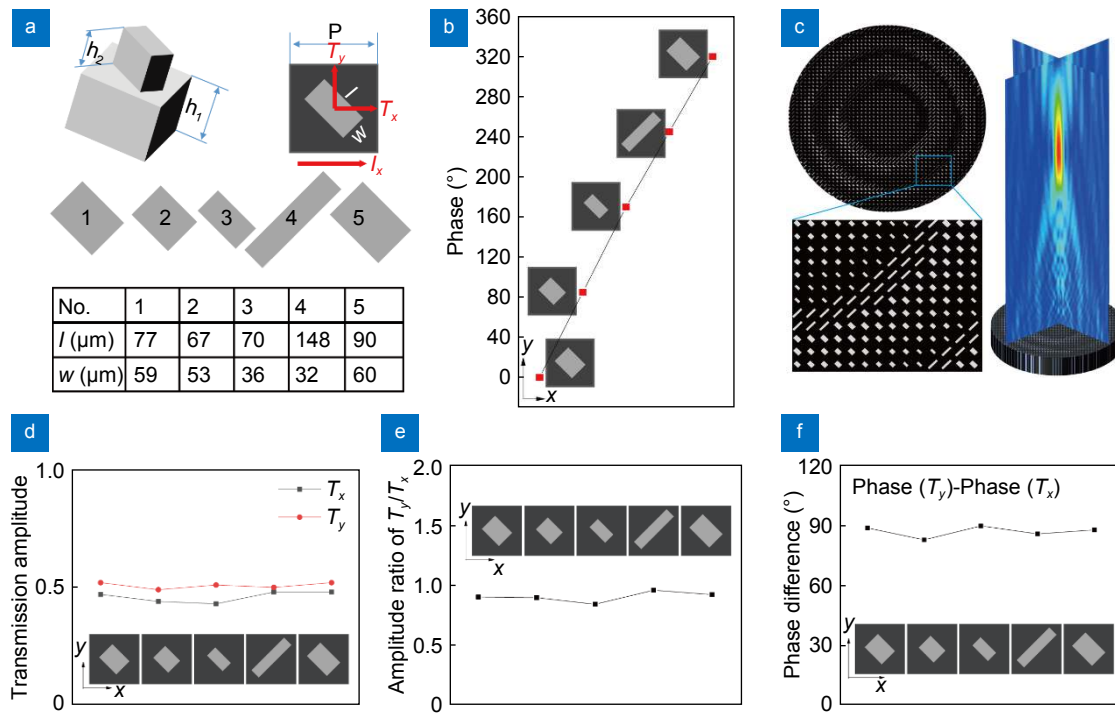 a
h2
h1
P
Ty
l
Tx
w
Ix
1 2 3 4 5
No. 1 2 3 4 5
l (μm) 77 67 70 148 90
w (μm) 59 53 36 32 60
b
Phase (°)
360
320
280
240
200
160
120
80
40
0
y
x
c
d
Transmission amplitude
1.0
0.5
0
Tx
Ty
y
x
e
Amplitude ratio of Ty/Tx
2.0
1.5
1.0
0.5
0
y
x
f
Phase difference (°)
120
90
60
30
0
Phase (Ty)-Phase (Tx)
y
x